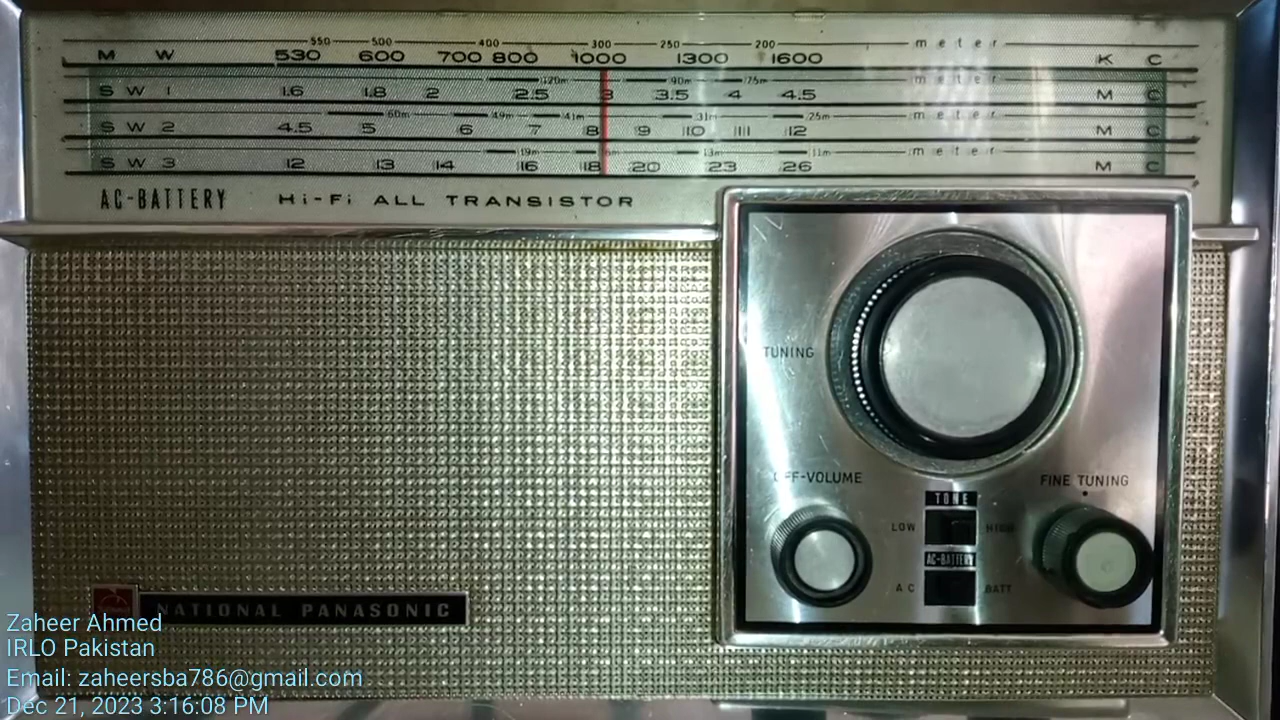 550 500 400 300 250 200 meter
M W 530 600 700 800 1000 1300 1600 K C
120m 90m 75m meter
S W 1 1.6 1.8 2 2.5 3 3.5 4 4.5 M C
60m 49m 41m 31m 25m meter
S W 2 4.5 5 6 7 8 9 10 11 12 M C
19m 13m 11m meter
S W 3 12 13 14 16 18 20 23 26 M C
AC-BATTERY Hi-Fi ALL TRANSISTOR
TUNING
OFF-VOLUME
FINE TUNING
TONE
LOW HIGH
AC-BATTERY
AC BATT
NATIONAL PANASONIC
Zaheer Ahmed
IRLO Pakistan
Email: zaheersba786@gmail.com
Dec 21, 2023 3:16:08 PM